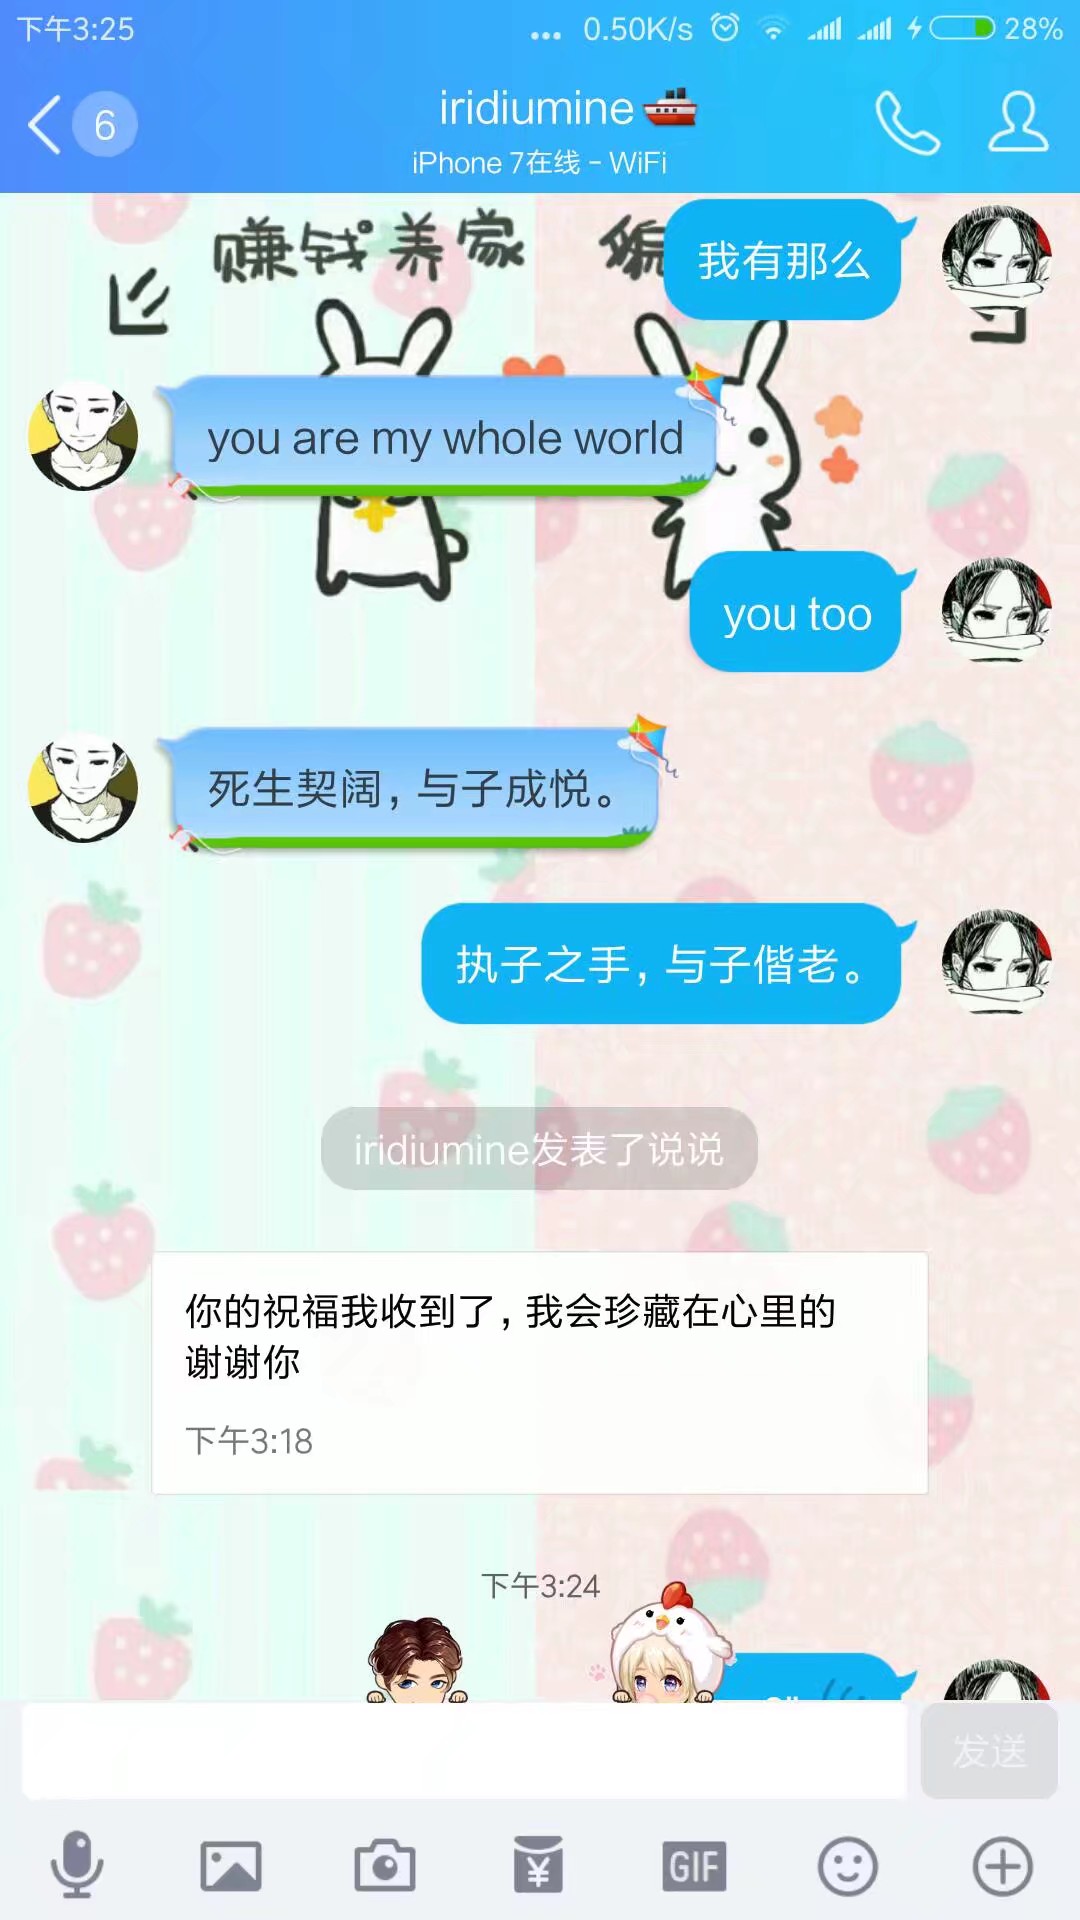 下午3:25
... 0.50K/s 28%
6
iridiumine
iPhone 7在线 - WiFi
赚钱养家
我有那么
you are my whole world
you too
死生契阔，与子成悦。
执子之手，与子偕老。
iridiumine发表了说说
你的祝福我收到了，我会珍藏在心里的
谢谢你
下午3:18
下午3:24
发送
¥
GIF